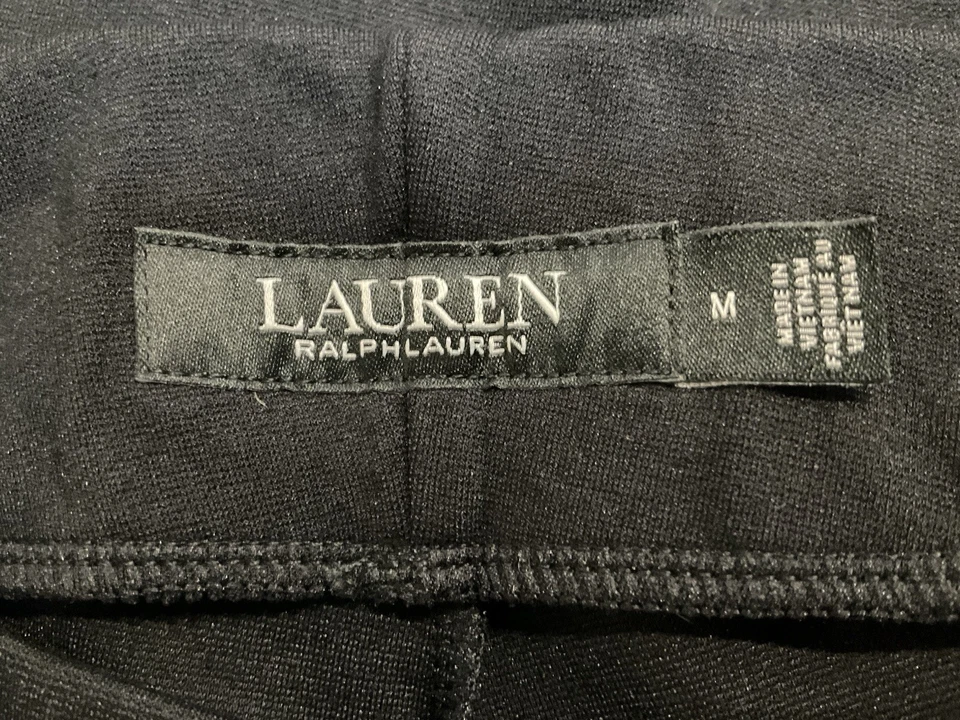 LAUREN
RALPHLAUREN
M
MADE IN
VIETNAM
FABRIQUE AU
VIET NAM